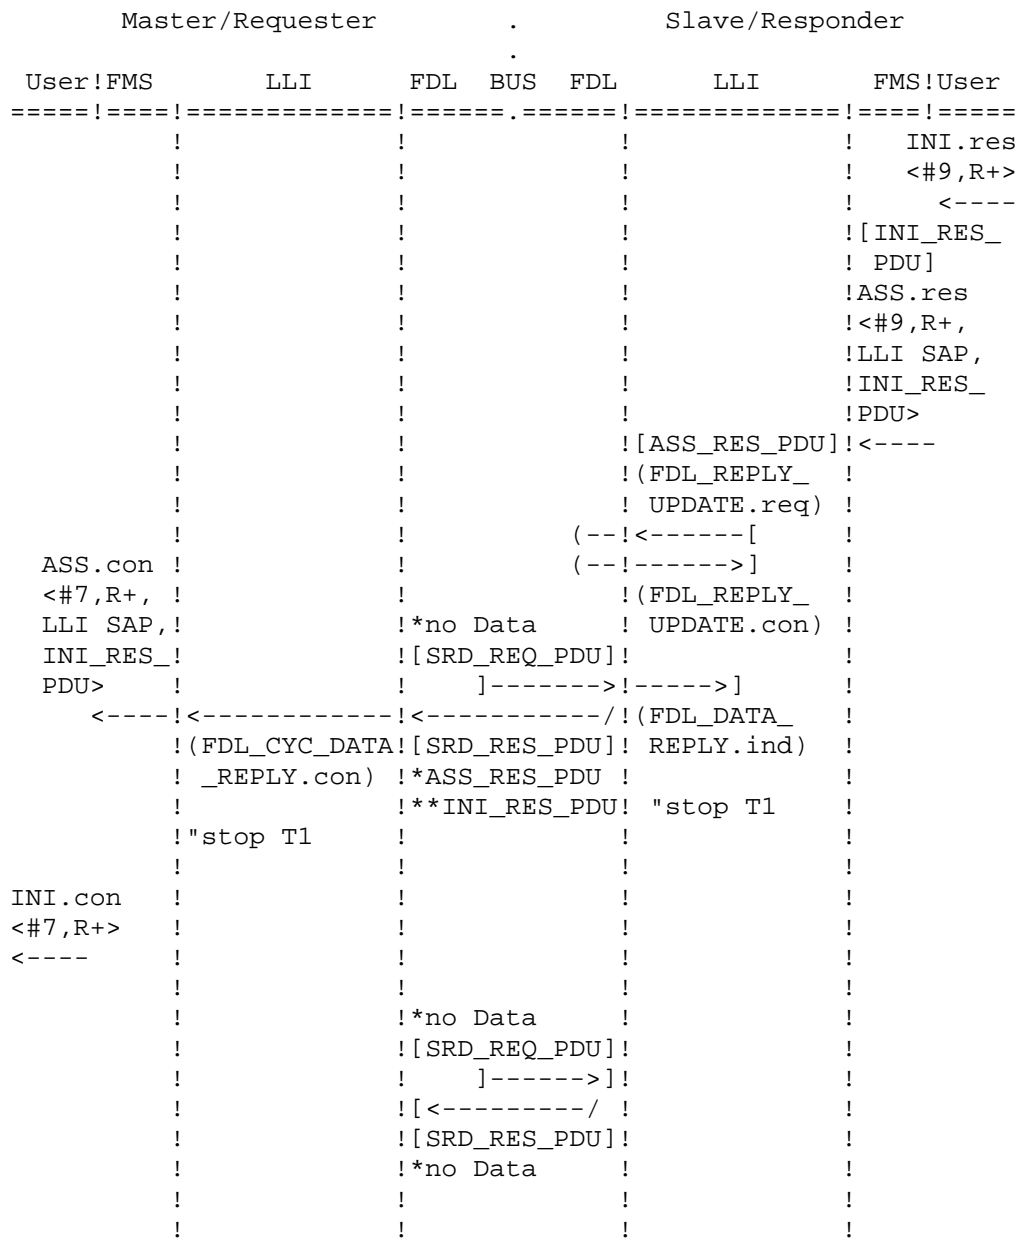 Master/Requester         .          Slave/Responder
                                .
 User!FMS       LLI      FDL  BUS  FDL      LLI         FMS!User
=====!====!=============!======.======!=============!====!=====
          !             !             !             !   INI.res
          !             !             !             !   <#9,R+>
          !             !             !             !     <----
          !             !             !             ![INI_RES_
          !             !             !             ! PDU]
          !             !             !             !ASS.res
          !             !             !             !<#9,R+,
          !             !             !             !LLI SAP,
          !             !             !             !INI_RES_
          !             !             !             !PDU>
          !             !             ![ASS_RES_PDU]!<----
          !             !             !(FDL_REPLY_  !
          !             !             ! UPDATE.req) !
          !             !          (--!<------[     !
  ASS.con !             !          (--!------>]     !
  <#7,R+, !             !             !(FDL_REPLY_  !
  LLI SAP,!             !*no Data     ! UPDATE.con) !
  INI_RES_!             ![SRD_REQ_PDU]!             !
  PDU>    !             !    ]------->!----->]      !
     <----!<------------!<-----------/!(FDL_DATA_   !
          !(FDL_CYC_DATA![SRD_RES_PDU]! REPLY.ind)  !
          ! _REPLY.con) !*ASS_RES_PDU !             !
          !             !**INI_RES_PDU! "stop T1    !
          !"stop T1     !             !             !
          !             !             !             !
INI.con   !             !             !             !
<#7,R+>   !             !             !             !
<----     !             !             !             !
          !             !             !             !
          !             !*no Data     !             !
          !             ![SRD_REQ_PDU]!             !
          !             !    ]------>]!             !
          !             ![<---------/ !             !
          !             ![SRD_RES_PDU]!             !
          !             !*no Data     !             !
          !             !             !             !
          !             !             !             !